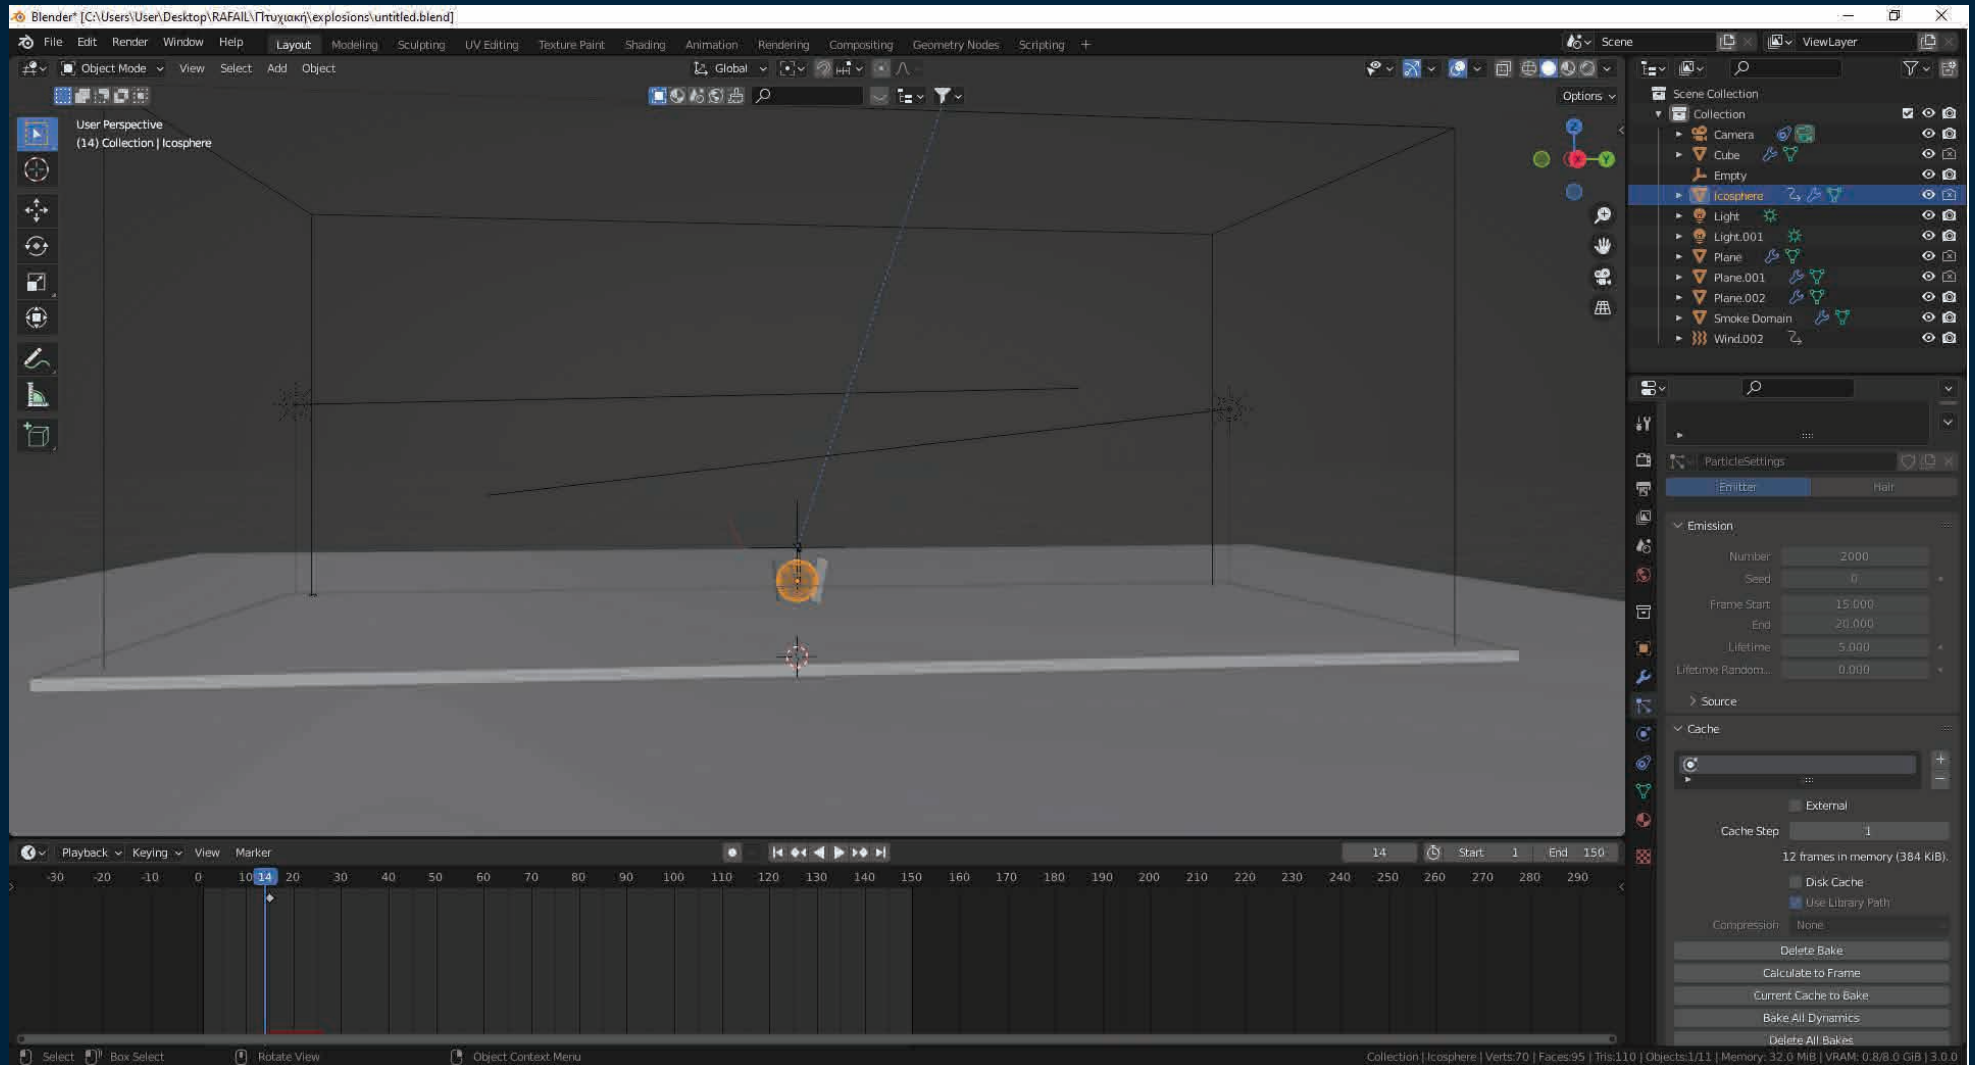 Blender* [C:\Users\User\Desktop\RAFAIL\Πτυχιακή\explosions\untitled.blend]
File Edit Render Window Help Layout Modeling Sculpting UV Editing Texture Paint Shading Animation Rendering Compositing Geometry Nodes Scripting + Scene ViewLayer
Object Mode View Select Add Object Global
Options
User Perspective
(14) Collection | Icosphere
Z
X
Y
Scene Collection
Collection
Camera
Cube
Empty
Icosphere
Light
Light.001
Plane
Plane.001
Plane.002
Smoke Domain
Wind.002
ParticleSettings
Emitter Hair
Emission
Number 2000
Seed 0
Frame Start 15.000
End 20.000
Lifetime 5.000
Lifetime Random... 0.000
Source
Cache
External
Cache Step 1
12 frames in memory (384 KiB).
Disk Cache
Use Library Path
Compression None
Delete Bake
Calculate to Frame
Current Cache to Bake
Bake All Dynamics
Delete All Bakes
Playback Keying View Marker 14 Start 1 End 150
-30 -20 -10 0 10 14 20 30 40 50 60 70 80 90 100 110 120 130 140 150 160 170 180 190 200 210 220 230 240 250 260 270 280 290
Select Box Select Rotate View Object Context Menu Collection | Icosphere | Verts:70 | Faces:95 | Tris:110 | Objects:1/11 | Memory: 32.0 MiB | VRAM: 0.8/8.0 GiB | 3.0.0